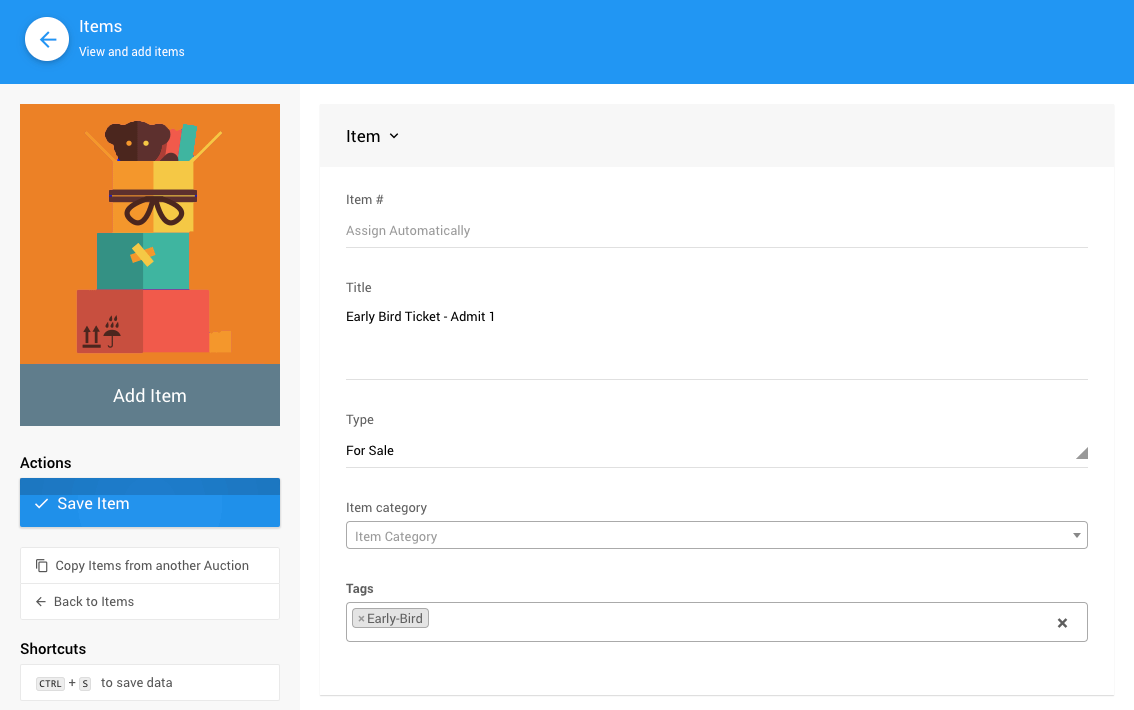 Items
View and add items
Add Item
Actions
Save Item
Copy Items from another Auction
Back to Items
Shortcuts
CTRL + S to save data
Item
Item #
Assign Automatically
Title
Early Bird Ticket - Admit 1
Type
For Sale
Item category
Item Category
Tags
×Early-Bird
×